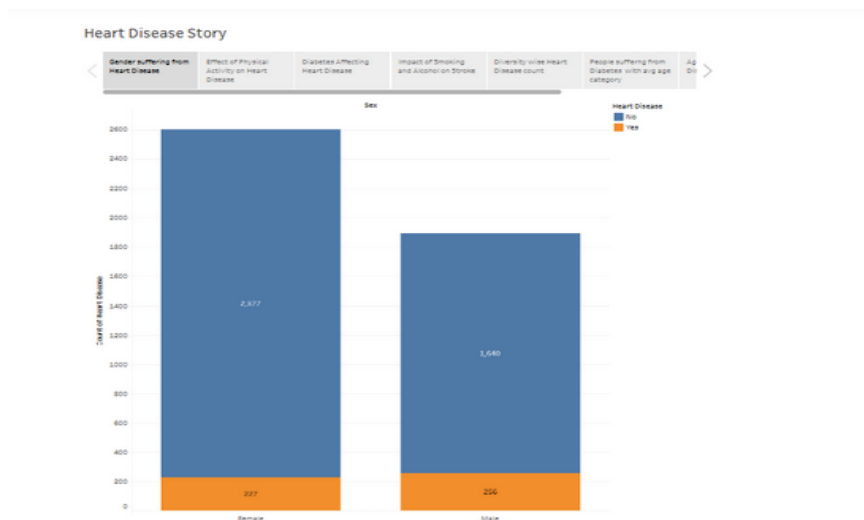 Heart Disease Story
Gender suffering from
Heart Disease
Effect of Physical
Activity on Heart
Disease
Diabetes Affecting
Heart Disease
Impact of Smoking
and Alcohol on Stroke
Diversity wise Heart
Disease count
People suffering from
Diabetes with avg age
category
Sex
Heart Disease
No
Yes
2600
2400
2200
2000
1800
1600
1400
1200
1000
800
600
400
200
0
Count of Heart Disease
2,377
1,640
227
256
Female
Male